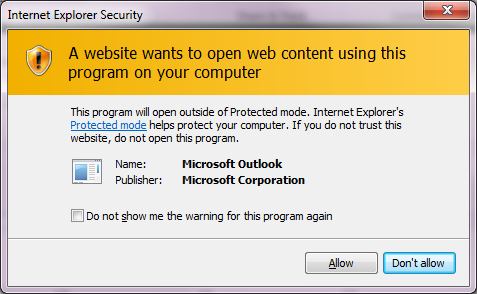 Internet Explorer Security
A website wants to open web content using this
program on your computer
This program will open outside of Protected mode. Internet Explorer's
Protected mode helps protect your computer. If you do not trust this
website, do not open this program.
Name: Microsoft Outlook
Publisher: Microsoft Corporation
Do not show me the warning for this program again
Allow Don't allow